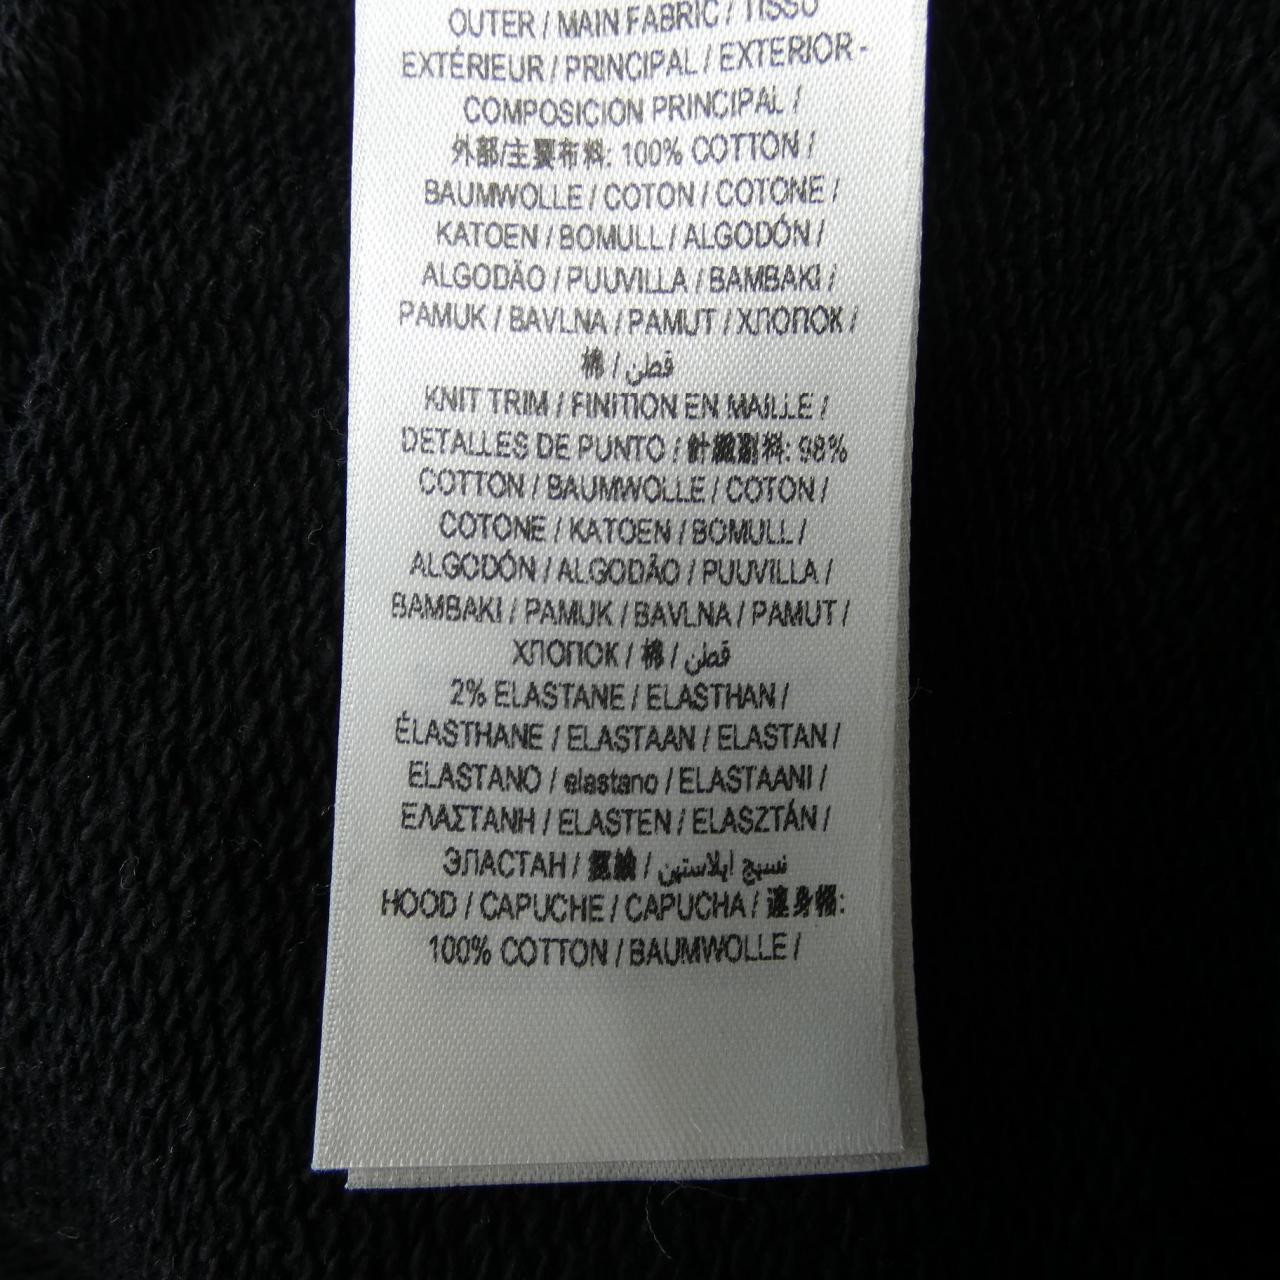 OUTER / MAIN FABRIC / TISSU
EXTÉRIEUR / PRINCIPAL / EXTERIOR -
COMPOSICION PRINCIPAL /
外部/主要布料: 100% COTTON /
BAUMWOLLE / COTON / COTONE /
KATOEN / BOMULL / ALGODÓN /
ALGODÃO / PUUVILLA / BAMBAKI /
PAMUK / BAVLNA / PAMUT / ХЛОПОК /
棉 / قطن
KNIT TRIM / FINITION EN MAILLE /
DETALLES DE PUNTO / 針織副料: 98%
COTTON / BAUMWOLLE / COTON /
COTONE / KATOEN / BOMULL /
ALGODÓN / ALGODÃO / PUUVILLA /
BAMBAKI / PAMUK / BAVLNA / PAMUT /
ХЛОПОК / 棉 / قطن
2% ELASTANE / ELASTHAN /
ÉLASTHANE / ELASTAAN / ELASTAN /
ELASTANO / elastano / ELASTAANI /
ΕΛΑΣΤΑΝΗ / ELASTEN / ELASZTÁN /
ЭЛАСТАН / 氨綸 / نسيج ايلاستين
HOOD / CAPUCHE / CAPUCHA / 連身帽:
100% COTTON / BAUMWOLLE /